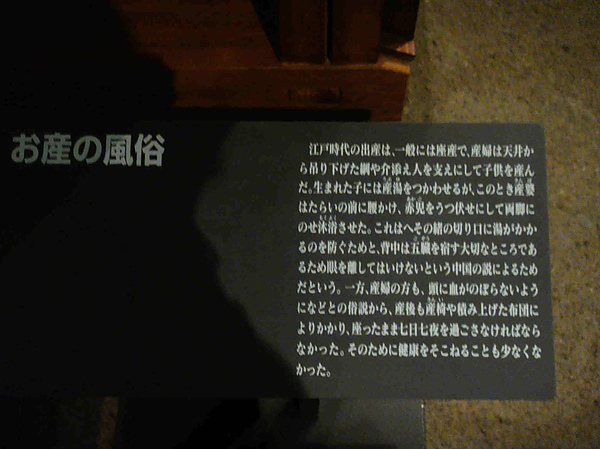 お産の風俗
江戸時代の出産は、一般には座産で、産婦は天井か
ら吊り下げた綱や介添え人を支えにして子供を産ん
だ。生まれた子には産湯をつかわせるが、このとき産婆
はたらいの前に腰かけ、赤児をうつ伏せにして両脚に
のせ沐浴させた。これはへその緒の切り口に湯がかか
るのを防ぐためと、背中は五臓を宿す大切なところであ
るため眼を離してはいけないという中国の説によるため
だという。一方、産婦の方も、頭に血がのぼらないよう
になどとの俗説から、産後も産椅や積み上げた布団に
よりかかり、座ったまま七日七夜を過ごさなければなら
なかった。そのために健康をそこねることも少なくな
かった。